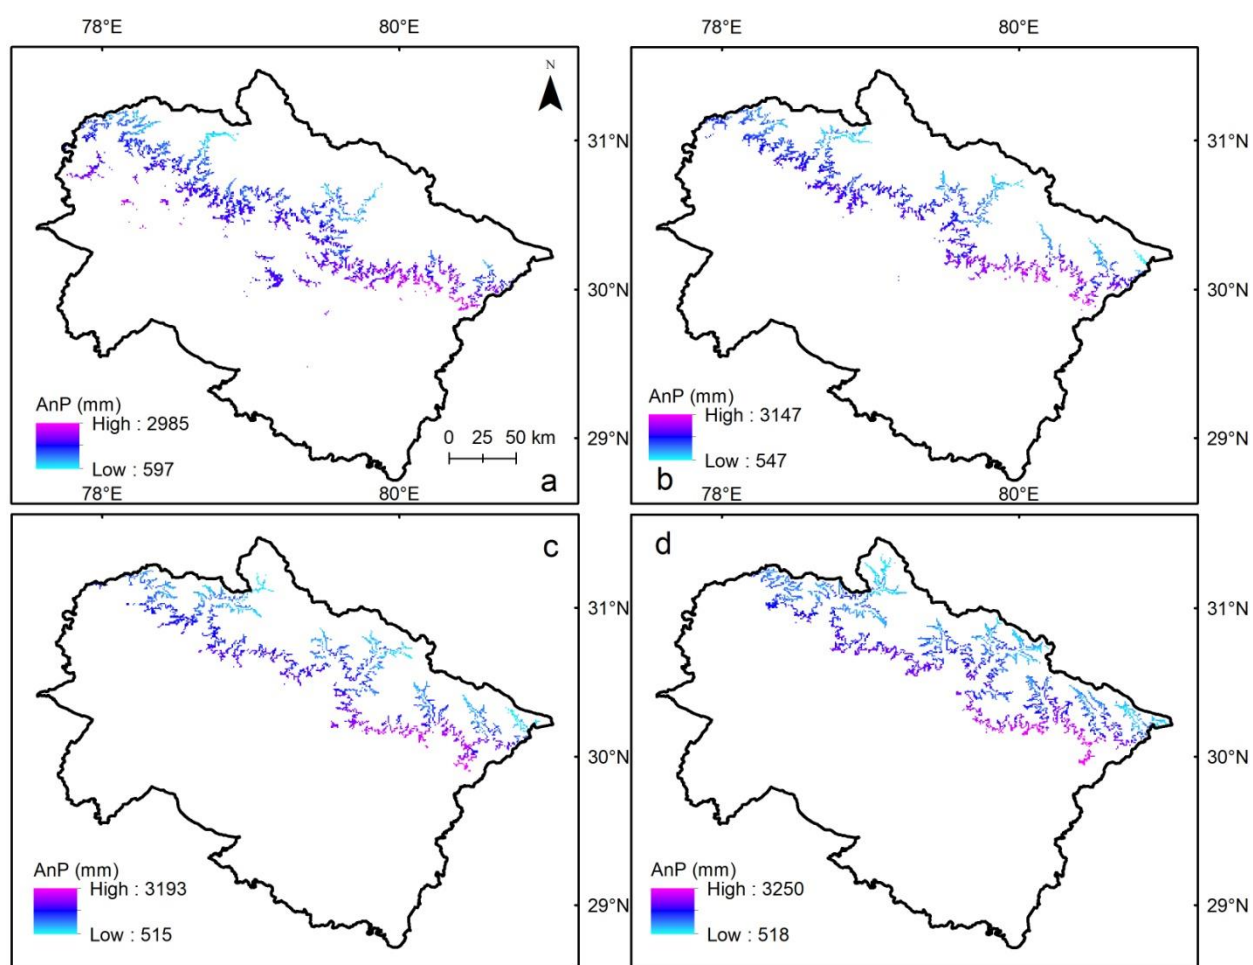 78°E 80°E
78°E 80°E
N
31°N
30°N
29°N
AnP (mm)
High : 2985
Low : 597
0 25 50 km
a
AnP (mm)
High : 3147
Low : 547
b
78°E 80°E
78°E 80°E
c
d
31°N
30°N
29°N
AnP (mm)
High : 3193
Low : 515
AnP (mm)
High : 3250
Low : 518
31°N
30°N
29°N
31°N
30°N
29°N